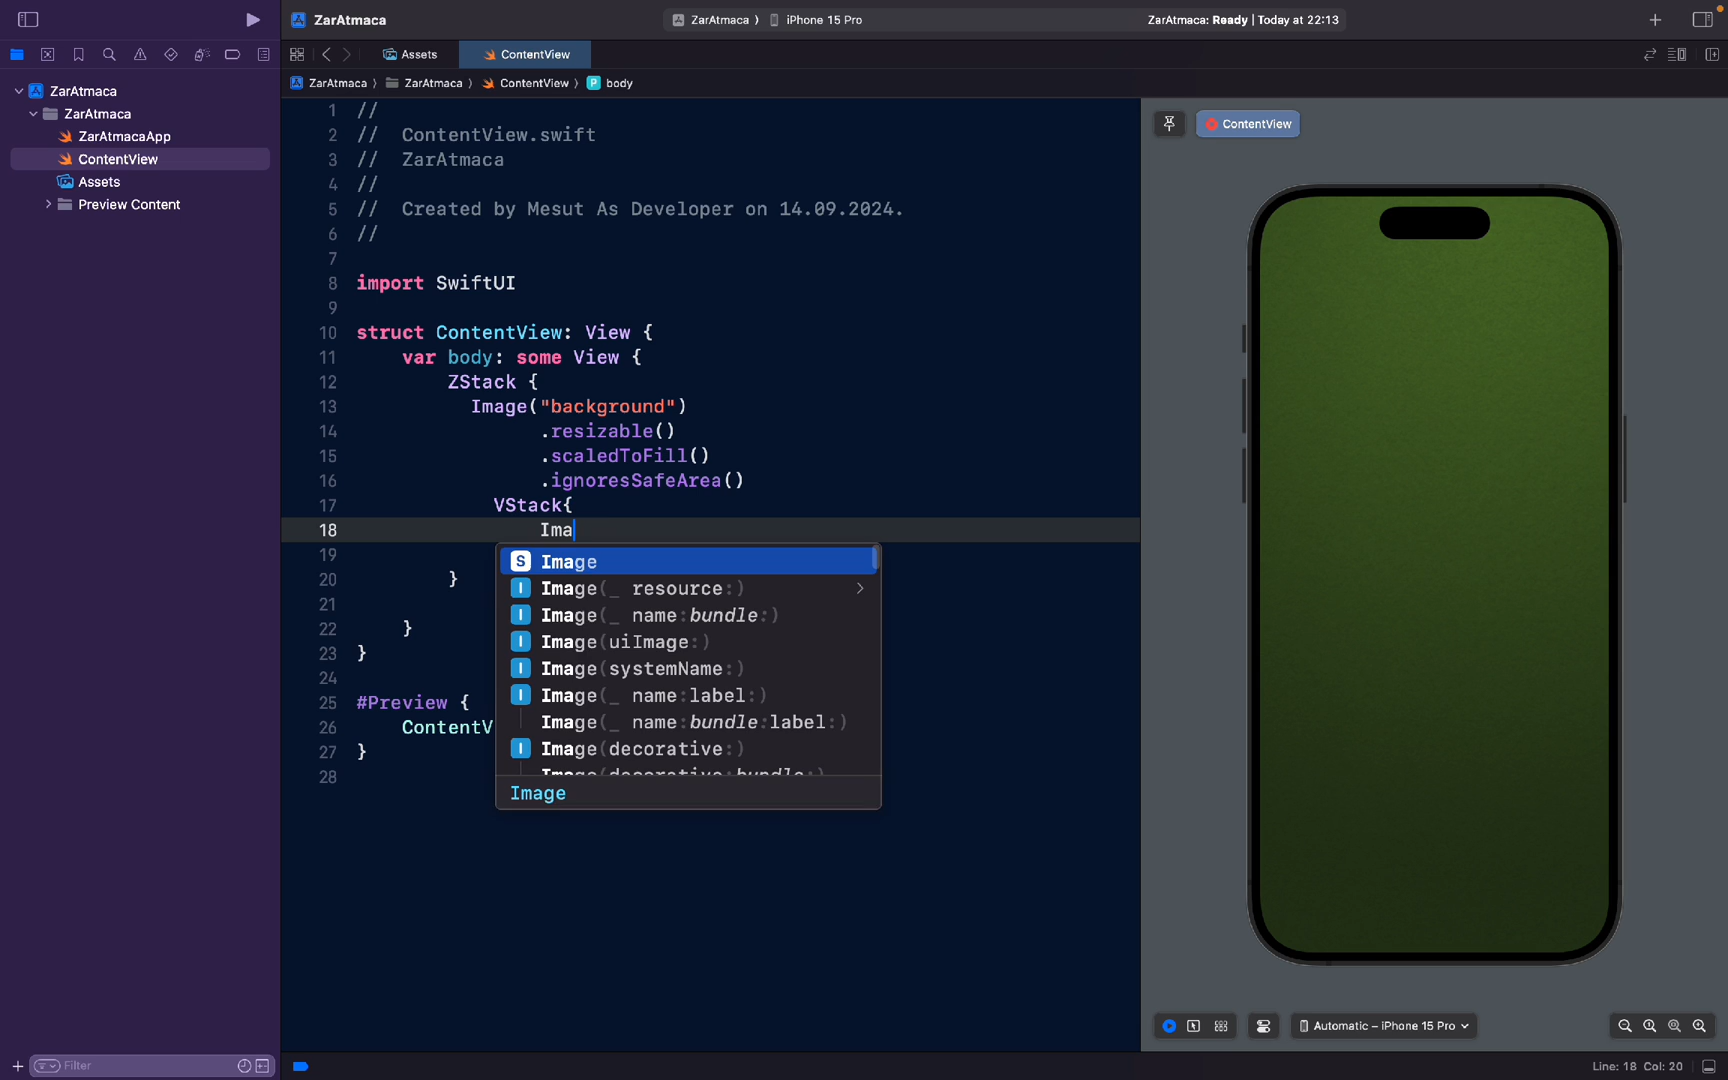 ZarAtmaca
ZarAtmaca 〉 iPhone 15 Pro
ZarAtmaca: Ready | Today at 22:13
Assets
ContentView
ZarAtmaca 〉 ZarAtmaca 〉 ContentView 〉 P body
ZarAtmaca
ZarAtmaca
ZarAtmacaApp
ContentView
Assets
Preview Content
1 //
2 // ContentView.swift
3 // ZarAtmaca
4 //
5 // Created by Mesut As Developer on 14.09.2024.
6 //
7
8 import SwiftUI
9
10 struct ContentView: View {
11 var body: some View {
12 ZStack {
13 Image("background")
14 .resizable()
15 .scaledToFill()
16 .ignoresSafeArea()
17 VStack{
18 Ima
19
20 }
21
22 }
23 }
24
25 #Preview {
26 ContentV
27 }
28
S Image
I Image(_ resource:)
I Image(_ name:bundle:)
I Image(uiImage:)
I Image(systemName:)
I Image(_ name:label:)
Image(_ name:bundle:label:)
I Image(decorative:)
Image(decorative:bundle:)
Image
ContentView
Automatic – iPhone 15 Pro
Filter
Line: 18 Col: 20